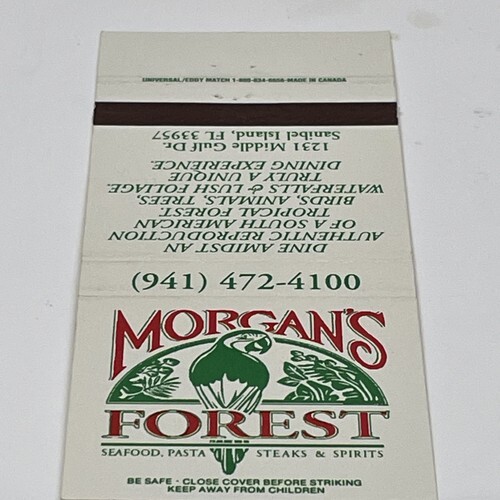 UNIVERSAL/EDDY MATCH 1-800-634-6658-MADE IN CANADA
DINE AMIDST AN
AUTHENTIC REPRODUCTION
OF A SOUTH AMERICAN
TROPICAL FOREST.
BIRDS, ANIMALS, TREES,
WATERFALLS & LUSH FOLIAGE.
TRULY A UNIQUE
DINING EXPERIENCE.
1231 Middle Gulf Dr.
Sanibel Island, FL 33957
(941) 472-4100
MORGAN'S
FOREST
SEAFOOD, PASTA STEAKS & SPIRITS
BE SAFE · CLOSE COVER BEFORE STRIKING
KEEP AWAY FROM CHILDREN